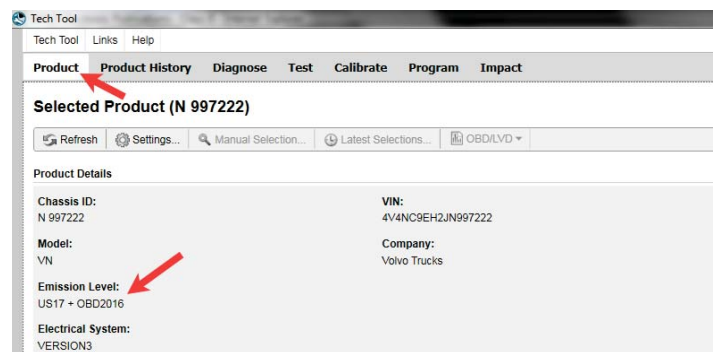 Tech Tool
Tech Tool Links Help
Product Product History Diagnose Test Calibrate Program Impact
Selected Product (N 997222)
Refresh Settings... Manual Selection... Latest Selections... OBD/LVD
Product Details
Chassis ID: VIN:
N 997222 4V4NC9EH2JN997222
Model: Company:
VN Volvo Trucks
Emission Level:
US17 + OBD2016
Electrical System:
VERSION3